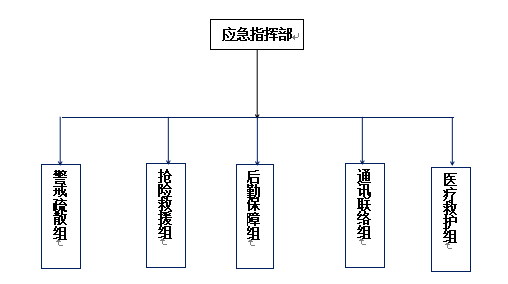 应急指挥部
警戒疏散组
抢险救援组
后勤保障组
通讯联络组
医疗救护组